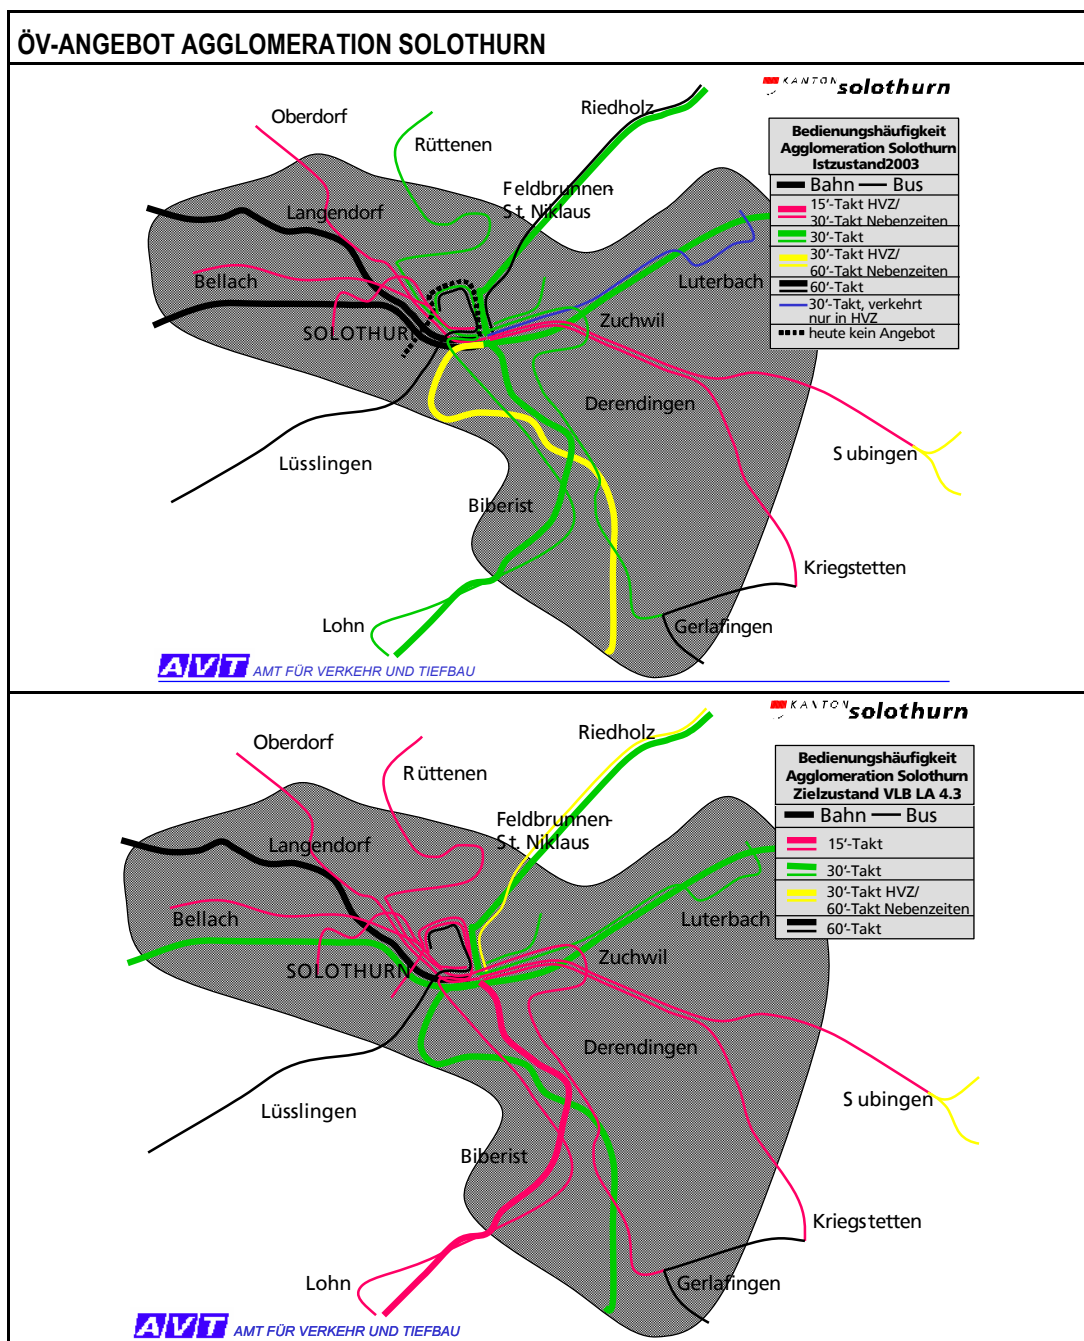 ÖV-ANGEBOT AGGLOMERATION SOLOTHURN
KANTON solothurn
Oberdorf
Rüttenen
Riedholz
Bedienungshäufigkeit
Agglomeration Solothurn
Istzustand2003
Bahn Bus
15'-Takt HVZ/
30'-Takt Nebenzeiten
30'-Takt
30'-Takt HVZ/
60'-Takt Nebenzeiten
60'-Takt
30'-Takt, verkehrt
nur in HVZ
heute kein Angebot
Feldbrunnen-
St. Niklaus
Langendorf
Bellach
Luterbach
SOLOTHURN
Zuchwil
Derendingen
Lüsslingen
Subingen
Biberist
Kriegstetten
Lohn
Gerlafingen
AVT AMT FÜR VERKEHR UND TIEFBAU
KANTON solothurn
Oberdorf
Rüttenen
Riedholz
Bedienungshäufigkeit
Agglomeration Solothurn
Zielzustand VLB LA 4.3
Bahn Bus
15'-Takt
30'-Takt
30'-Takt HVZ/
60'-Takt Nebenzeiten
60'-Takt
Feldbrunnen-
St. Niklaus
Langendorf
Bellach
Luterbach
SOLOTHURN
Zuchwil
Derendingen
Lüsslingen
Subingen
Biberist
Kriegstetten
Lohn
Gerlafingen
AVT AMT FÜR VERKEHR UND TIEFBAU